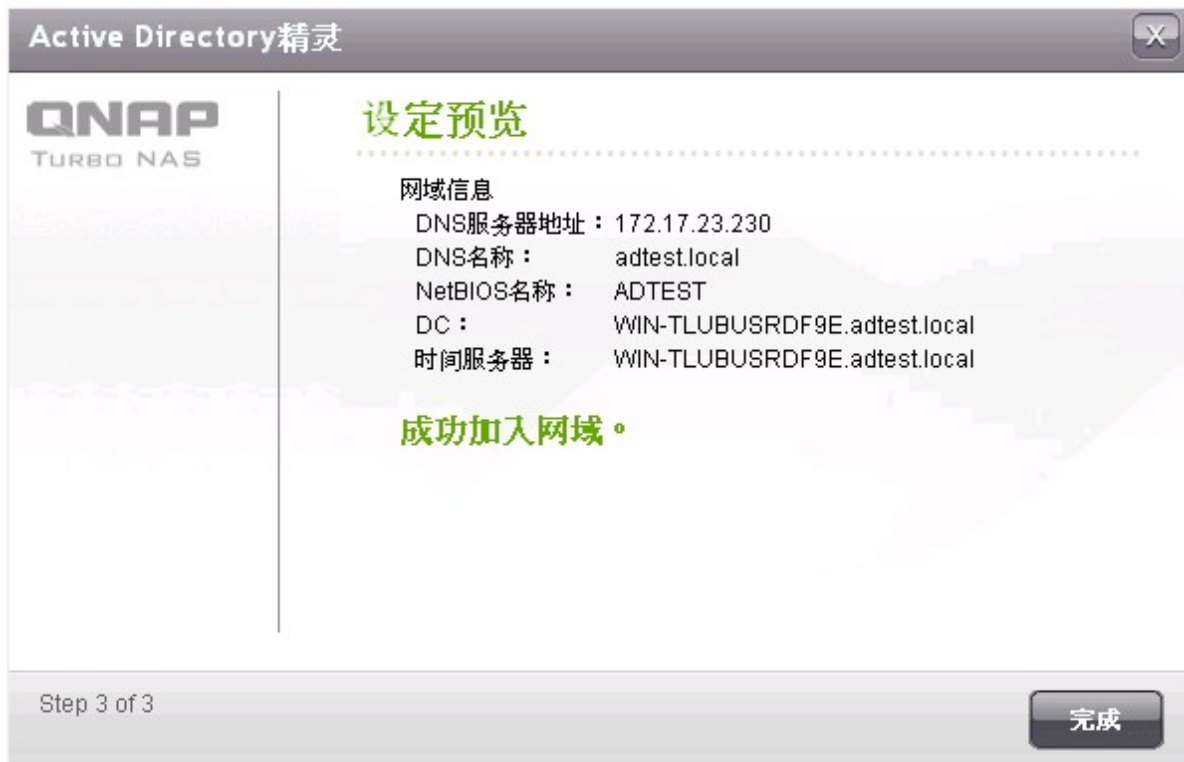 Active Directory精灵
X
QNAP
TURBO NAS
设定预览
网域信息
DNS服务器地址：172.17.23.230
DNS名称： adtest.local
NetBIOS名称： ADTEST
DC： WIN-TLUBUSRDF9E.adtest.local
时间服务器： WIN-TLUBUSRDF9E.adtest.local
成功加入网域。
Step 3 of 3
完成